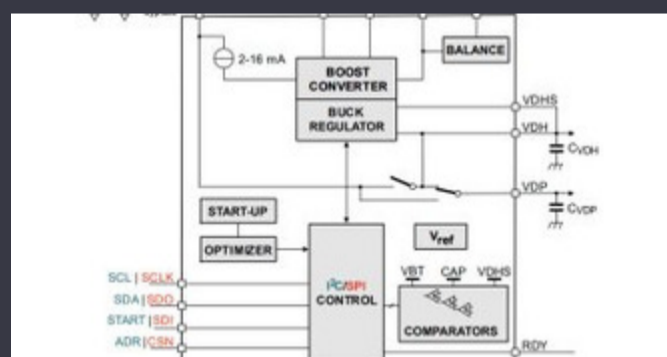 2-16 mA
BALANCE
BOOST
CONVERTER
BUCK
REGULATOR
VDHS
VDH
CVDH
VDP
CVDP
START-UP
OPTIMIZER
Vref
SCL | SCLK
SDA | SDO
START | SDI
ADR | CSN
I²C/SPI
CONTROL
VBT CAP VDHS
COMPARATORS
RDY